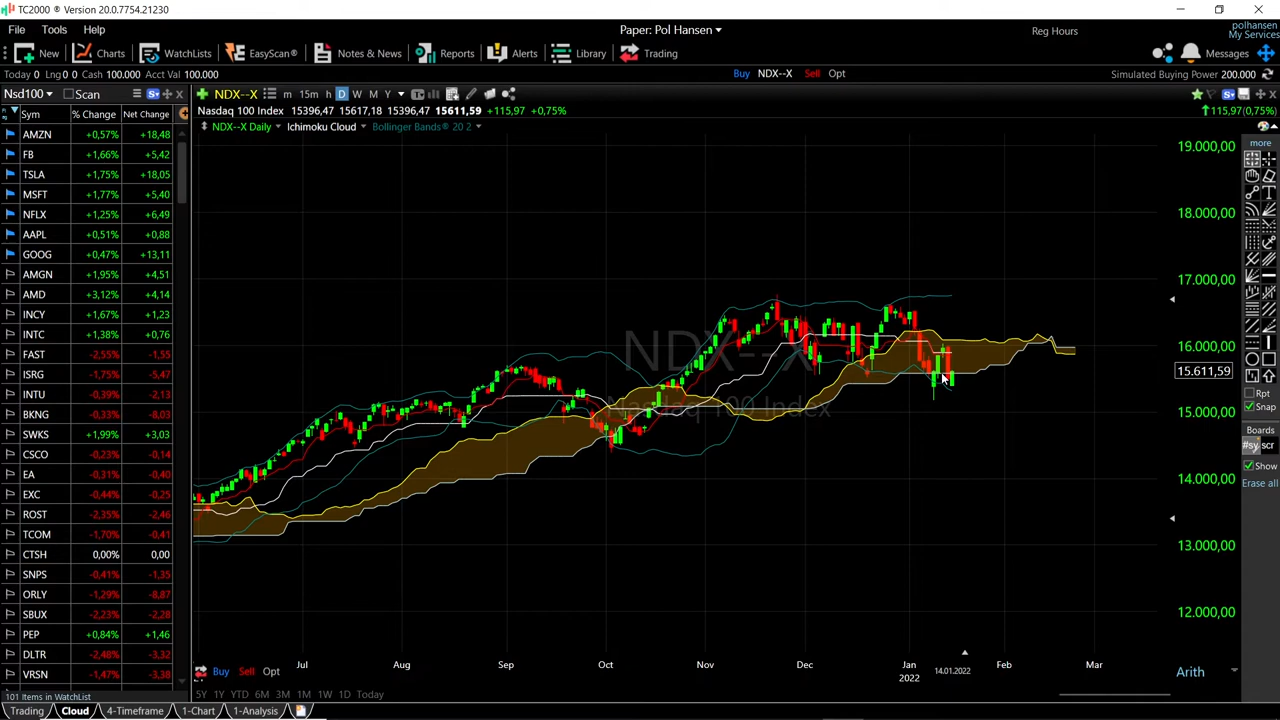 TC2000 ® Version 20.0.7754.21230
File Tools Help
Paper: Pol Hansen
Reg Hours
polhansen
My Services
New Charts WatchLists EasyScan® Notes & News Reports Alerts Library Trading
Messages
Today 0 Lng 0 0 Cash 100.000 Acct Val 100.000
Buy NDX--X Sell Opt
Simulated Buying Power 200.000
Nsd100 Scan
NDX--X m 15m h D W M Y
Nasdaq 100 Index 15396,47 15617,18 15396,47 15611,59 +115,97 +0,75%
115,97(0,75%)
NDX--X Daily Ichimoku Cloud Bollinger Bands® 20 2
Sym % Change Net Change
AMZN +0,57% +18,48
FB +1,66% +5,42
TSLA +1,75% +18,05
MSFT +1,77% +5,40
NFLX +1,25% +6,49
AAPL +0,51% +0,88
GOOG +0,47% +13,11
AMGN +1,95% +4,51
AMD +3,12% +4,14
INCY +1,67% +1,23
INTC +1,38% +0,76
FAST -2,55% -1,55
ISRG -1,75% -5,47
INTU -0,39% -2,13
BKNG -0,33% -8,03
SWKS +1,99% +3,03
CSCO -0,23% -0,14
EA -0,31% -0,40
EXC -0,44% -0,25
ROST -2,35% -2,46
TCOM -1,70% -0,41
CTSH 0,00% 0,00
SNPS -0,41% -1,35
ORLY -1,29% -8,87
SBUX -2,23% -2,28
PEP +0,84% +1,46
DLTR -2,48% -3,32
VRSN -1,47% -3,38
101 Items in WatchList
NDX--X
Nasdaq 100 Index
19.000,00
18.000,00
17.000,00
16.000,00
15.611,59
15.000,00
14.000,00
13.000,00
12.000,00
Arith
more
Rpt
Snap
Boards
#sy scr
Show
Erase all
Jul Aug Sep Oct Nov Dec Jan Feb Mar
2022
14.01.2022
Buy Sell Opt
5Y 1Y YTD 6M 3M 1M 1W 1D Today
Trading Cloud 4-Timeframe 1-Chart 1-Analysis